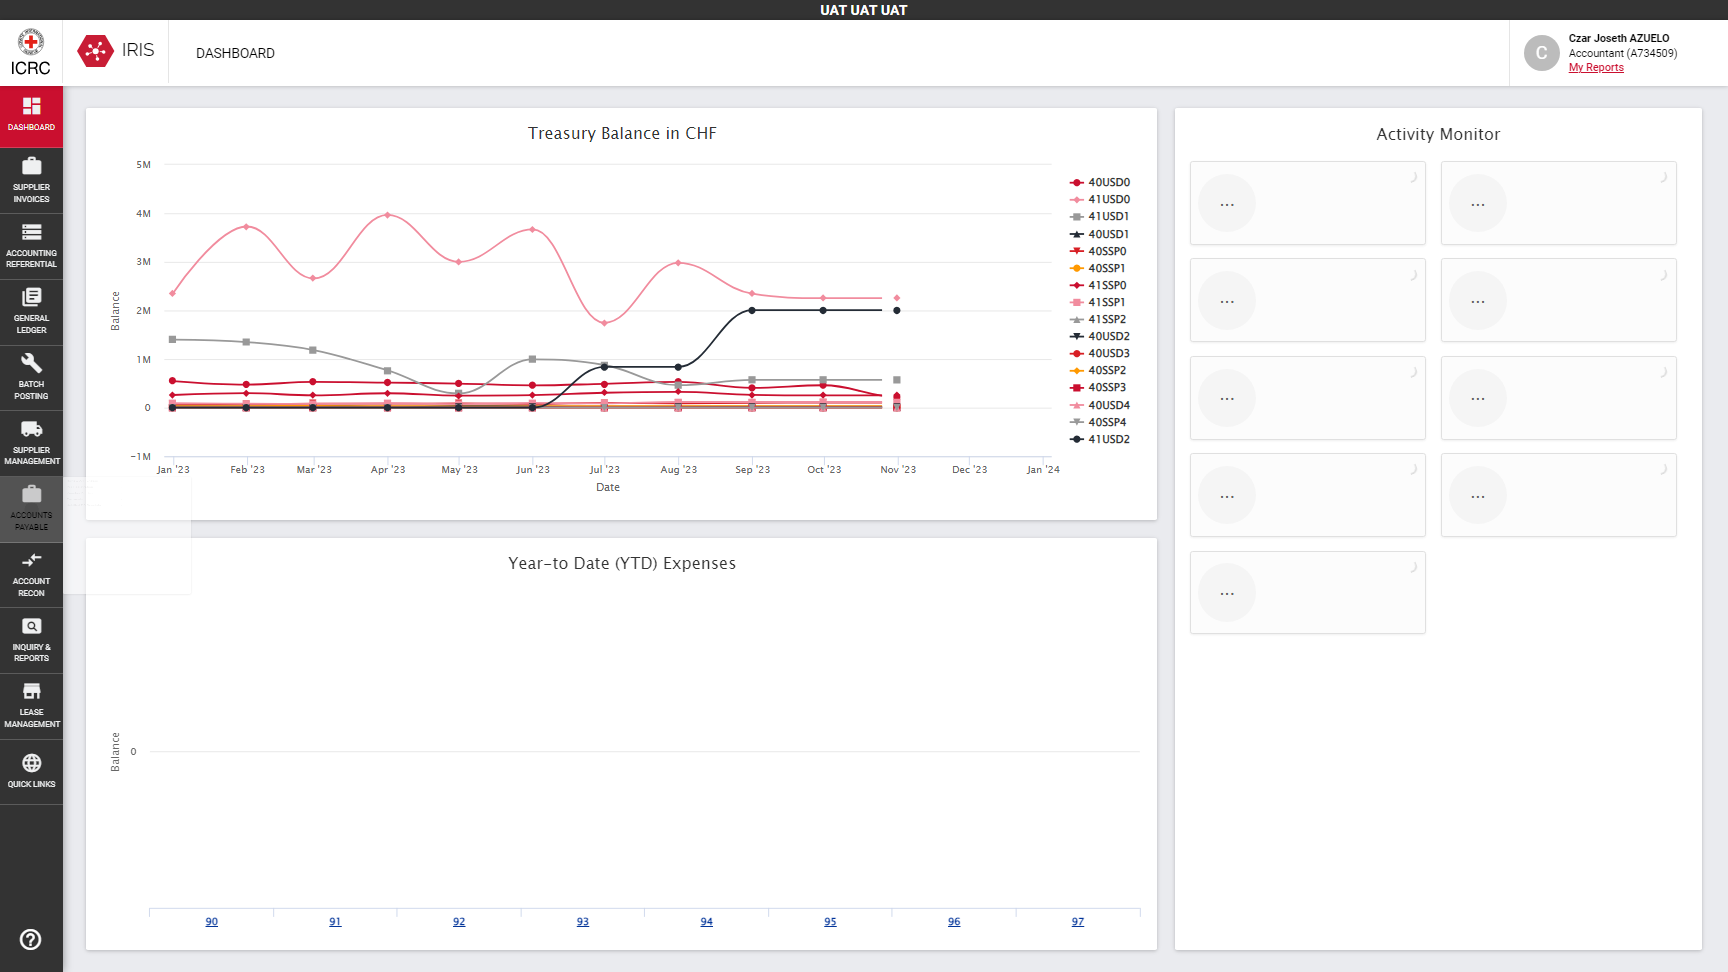 UAT UAT UAT
ICRC
IRIS
DASHBOARD
C
Czar Joseth AZUELO
Accountant (A734509)
My Reports
DASHBOARD
SUPPLIER
INVOICES
ACCOUNTING
REFERENTIAL
GENERAL
LEDGER
BATCH
POSTING
SUPPLIER
MANAGEMENT
ACCOUNTS
PAYABLE
ACCOUNT
RECON
INQUIRY &
REPORTS
LEASE
MANAGEMENT
QUICK LINKS
Treasury Balance in CHF
5M
4M
3M
2M
1M
0
−1M
Balance
Jan '23
Feb '23
Mar '23
Apr '23
May '23
Jun '23
Jul '23
Aug '23
Sep '23
Oct '23
Nov '23
Dec '23
Jan '24
Date
40USD0
41USD0
41USD1
40USD1
40SSP0
40SSP1
41SSP0
41SSP1
41SSP2
40USD2
40USD3
40SSP2
40SSP3
40USD4
40SSP4
41USD2
Year-to Date (YTD) Expenses
Balance
0
90
91
92
93
94
95
96
97
Activity Monitor
...
...
...
...
...
...
...
...
...